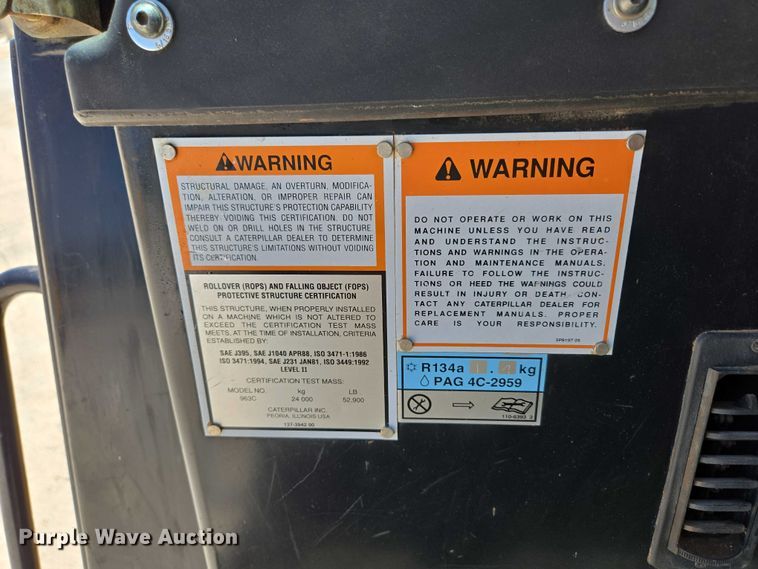 WARNING
STRUCTURAL DAMAGE, AN OVERTURN, MODIFICA-
TION, ALTERATION, OR IMPROPER REPAIR CAN
IMPAIR THIS STRUCTURE'S PROTECTION CAPABILITY
THEREBY VOIDING THIS CERTIFICATION. DO NOT
WELD ON OR DRILL HOLES IN THE STRUCTURE.
CONSULT A CATERPILLAR DEALER TO DETERMINE
THIS STRUCTURE'S LIMITATIONS WITHOUT VOIDING
ITS CERTIFICATION.
ROLLOVER (ROPS) AND FALLING OBJECT (FOPS)
PROTECTIVE STRUCTURE CERTIFICATION
THIS STRUCTURE, WHEN PROPERLY INSTALLED
ON A MACHINE WHICH IS NOT ALTERED TO
EXCEED THE CERTIFICATION TEST MASS
MEETS, AT THE TIME OF INSTALLATION, CRITERIA
ESTABLISHED BY:
SAE J395, SAE J1040 APR88, ISO 3471-1:1986
ISO 3471:1994, SAE J231 JAN81, ISO 3449:1992
LEVEL II
CERTIFICATION TEST MASS:
MODEL NO. kg LB
963C 24 000 52,900
CATERPILLAR INC.
PEORIA, ILLINOIS USA
137-3942 00
WARNING
DO NOT OPERATE OR WORK ON THIS
MACHINE UNLESS YOU HAVE READ
AND UNDERSTAND THE INSTRUC-
TIONS AND WARNINGS IN THE OPERA-
TION AND MAINTENANCE MANUALS.
FAILURE TO FOLLOW THE INSTRUC-
TIONS OR HEED THE WARNINGS COULD
RESULT IN INJURY OR DEATH. CON-
TACT ANY CATERPILLAR DEALER FOR
REPLACEMENT MANUALS. PROPER
CARE IS YOUR RESPONSIBILITY.
R134a . kg
PAG 4C-2959
110-6393 3
Purple Wave Auction